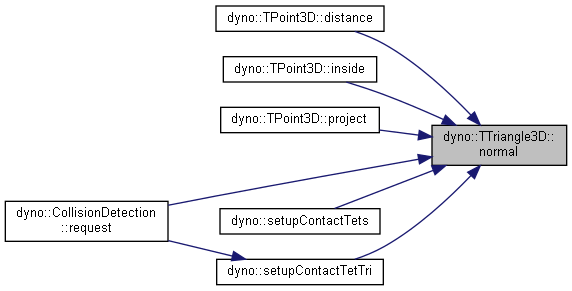 dyno::TPoint3D::distance
dyno::TPoint3D::inside
dyno::TPoint3D::project
dyno::TTriangle3D::
normal
dyno::CollisionDetection
::request
dyno::setupContactTets
dyno::setupContactTetTri